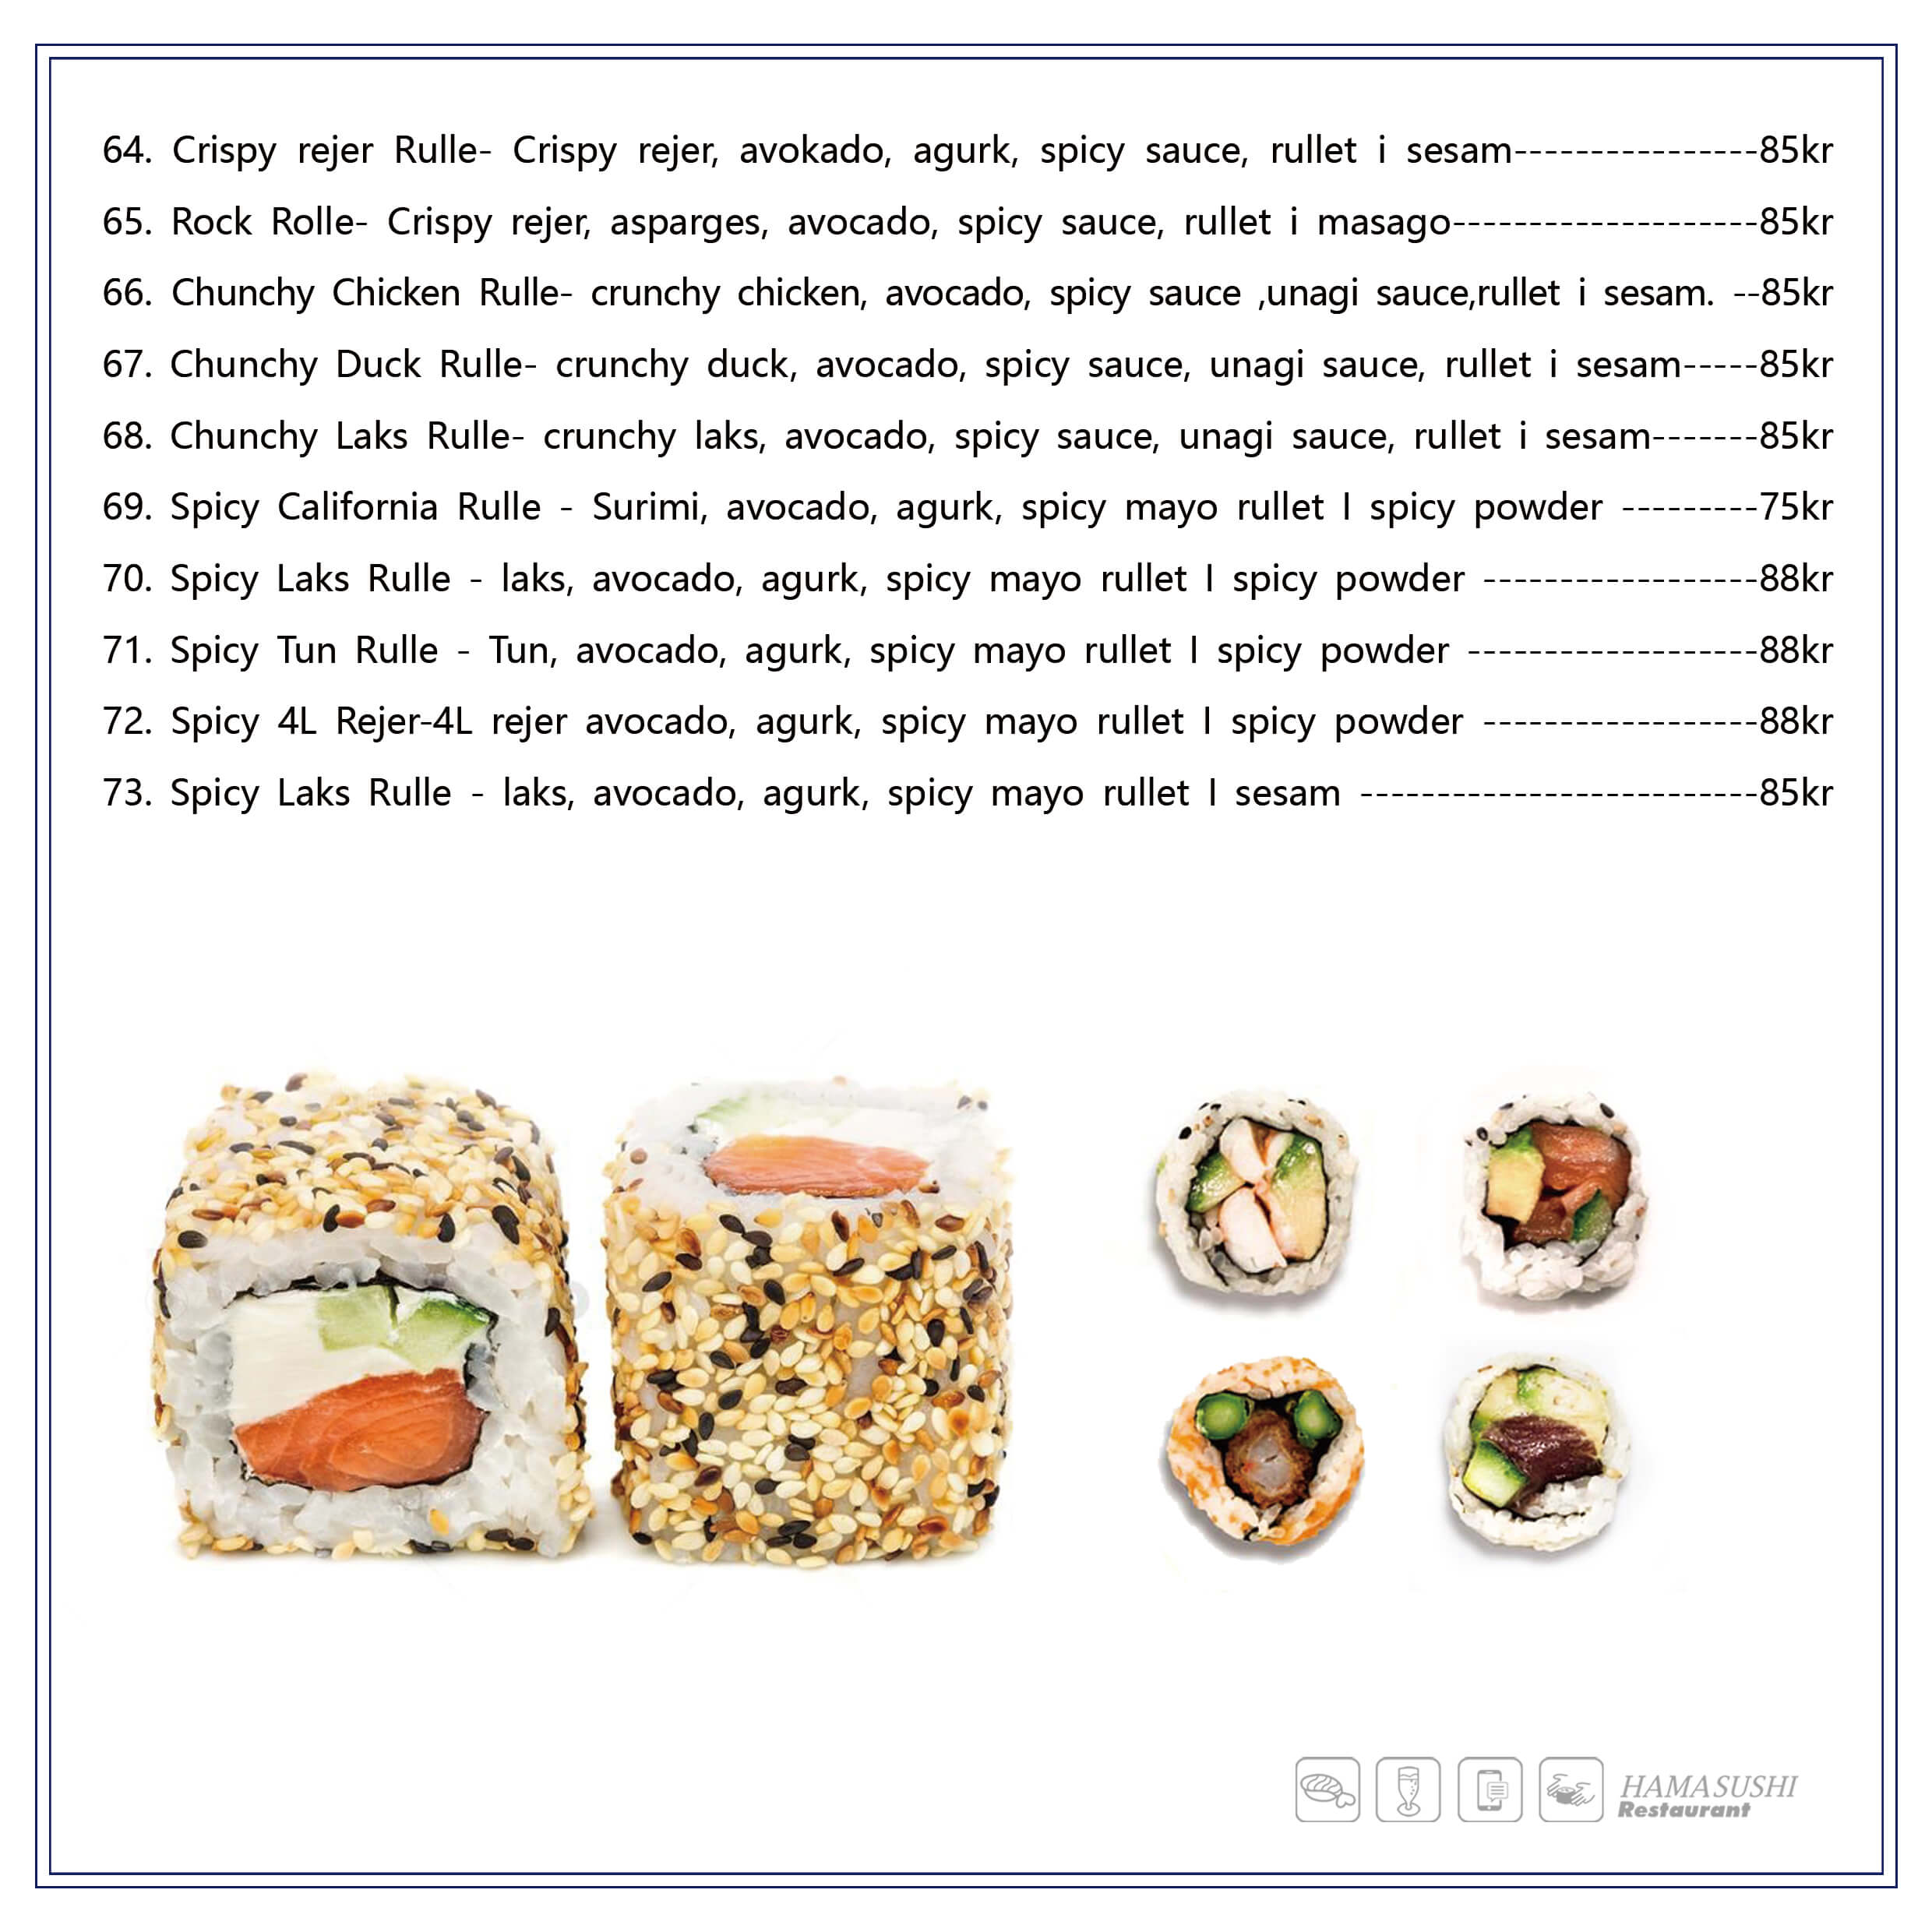 64. Crispy rejer Rulle- Crispy rejer, avokado, agurk, spicy sauce, rullet i sesam----------------85kr
65. Rock Rolle- Crispy rejer, asparges, avocado, spicy sauce, rullet i masago--------------------85kr
66. Chunchy Chicken Rulle- crunchy chicken, avocado, spicy sauce ,unagi sauce,rullet i sesam. --85kr
67. Chunchy Duck Rulle- crunchy duck, avocado, spicy sauce, unagi sauce, rullet i sesam-----85kr
68. Chunchy Laks Rulle- crunchy laks, avocado, spicy sauce, unagi sauce, rullet i sesam-------85kr
69. Spicy California Rulle - Surimi, avocado, agurk, spicy mayo rullet I spicy powder ---------75kr
70. Spicy Laks Rulle - laks, avocado, agurk, spicy mayo rullet I spicy powder ------------------88kr
71. Spicy Tun Rulle - Tun, avocado, agurk, spicy mayo rullet I spicy powder -------------------88kr
72. Spicy 4L Rejer-4L rejer avocado, agurk, spicy mayo rullet I spicy powder ------------------88kr
73. Spicy Laks Rulle - laks, avocado, agurk, spicy mayo rullet I sesam --------------------------85kr
HAMA SUSHI
Restaurant